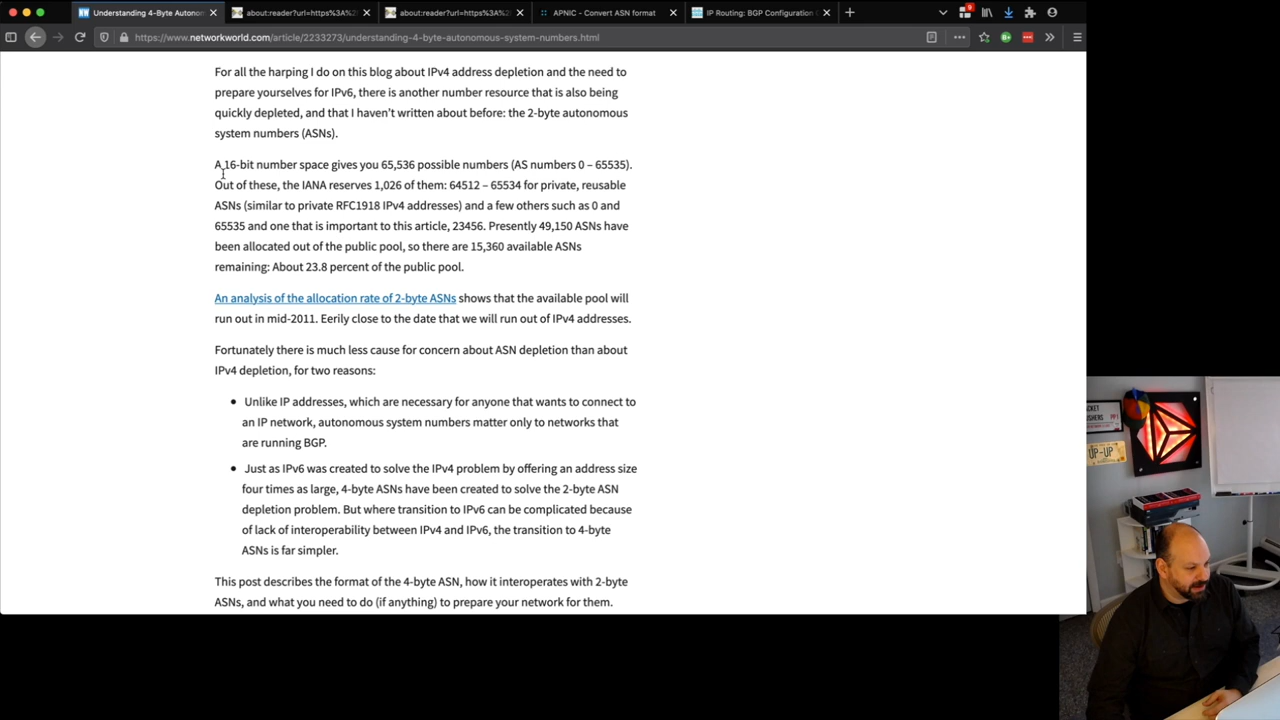 Understanding 4-Byte Autonom
about:reader?url=https%3A%2
about:reader?url=https%3A%2
APNIC - Convert ASN format
IP Routing: BGP Configuration
https://www.networkworld.com/article/2233273/understanding-4-byte-autonomous-system-numbers.html
For all the harping I do on this blog about IPv4 address depletion and the need to
prepare yourselves for IPv6, there is another number resource that is also being
quickly depleted, and that I haven't written about before: the 2-byte autonomous
system numbers (ASNs).
A 16-bit number space gives you 65,536 possible numbers (AS numbers 0 – 65535).
Out of these, the IANA reserves 1,026 of them: 64512 – 65534 for private, reusable
ASNs (similar to private RFC1918 IPv4 addresses) and a few others such as 0 and
65535 and one that is important to this article, 23456. Presently 49,150 ASNs have
been allocated out of the public pool, so there are 15,360 available ASNs
remaining: About 23.8 percent of the public pool.
An analysis of the allocation rate of 2-byte ASNs shows that the available pool will
run out in mid-2011. Eerily close to the date that we will run out of IPv4 addresses.
Fortunately there is much less cause for concern about ASN depletion than about
IPv4 depletion, for two reasons:
Unlike IP addresses, which are necessary for anyone that wants to connect to
an IP network, autonomous system numbers matter only to networks that
are running BGP.
Just as IPv6 was created to solve the IPv4 problem by offering an address size
four times as large, 4-byte ASNs have been created to solve the 2-byte ASN
depletion problem. But where transition to IPv6 can be complicated because
of lack of interoperability between IPv4 and IPv6, the transition to 4-byte
ASNs is far simpler.
This post describes the format of the 4-byte ASN, how it interoperates with 2-byte
ASNs, and what you need to do (if anything) to prepare your network for them.
UP-UP